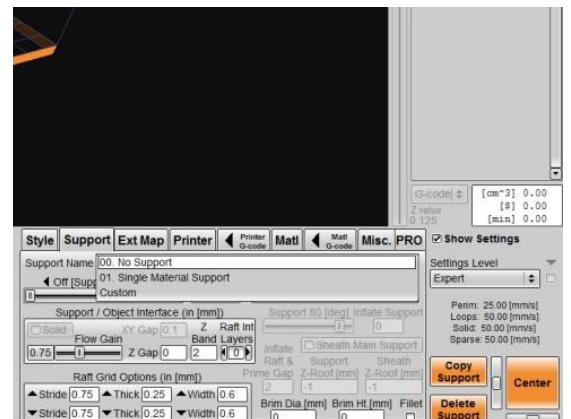 G-code
Z value
0.125
[cm^3] 0.00
[$] 0.00
[min] 0.00
Style Support Ext Map Printer Printer G-code Matl Matl G-code Misc. PRO
Show Settings
Support Name 00. No Support
01. Single Material Support
Custom
Off [Supp
Settings Level
Expert
Support / Object Interface (in [mm])
Support 80 [deg] Inflate Support
Solid XY Gap 0.1 Z Band Raft Int Layers
0
Flow Gain
0.75 Z Gap 0 2 0
Perim: 25.00 [mm/s]
Loops: 50.00 [mm/s]
Solid: 50.00 [mm/s]
Sparse: 50.00 [mm/s]
Inflate Raft & Prime Gap
Sheath Main Support
Support Z-Roof [mm]
Sheath Z-Roof [mm]
2 -1 -1
Raft Grid Options (in [mm])
Stride 0.75 Thick 0.25 Width 0.6
Stride 0.75 Thick 0.25 Width 0.6
Brim Dia.[mm] Brim Ht.[mm] Fillet
0 0
Copy Support
Center
Delete Support